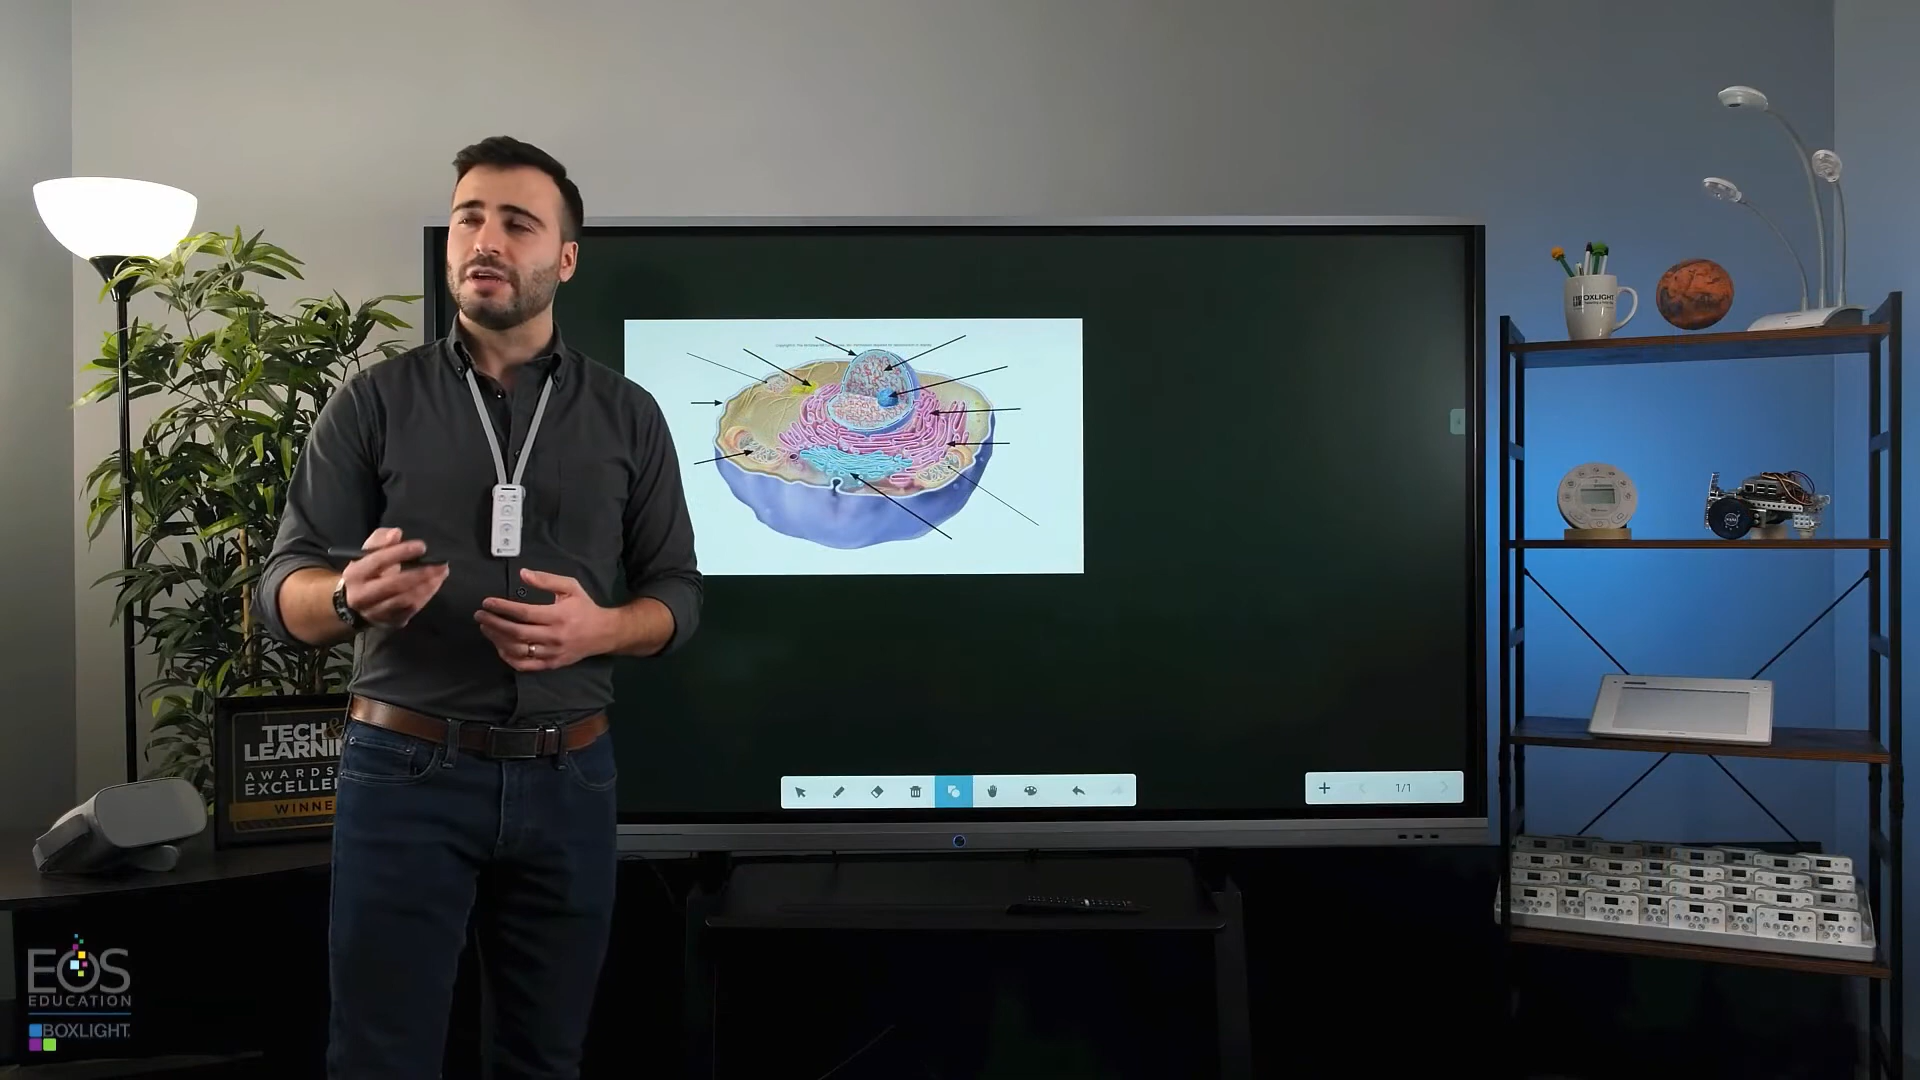 BOXLIGHT
TECH&
LEARNIN
AWARDS
EXCELLE
WINNE
1/1
EOS
EDUCATION
BOXLIGHT